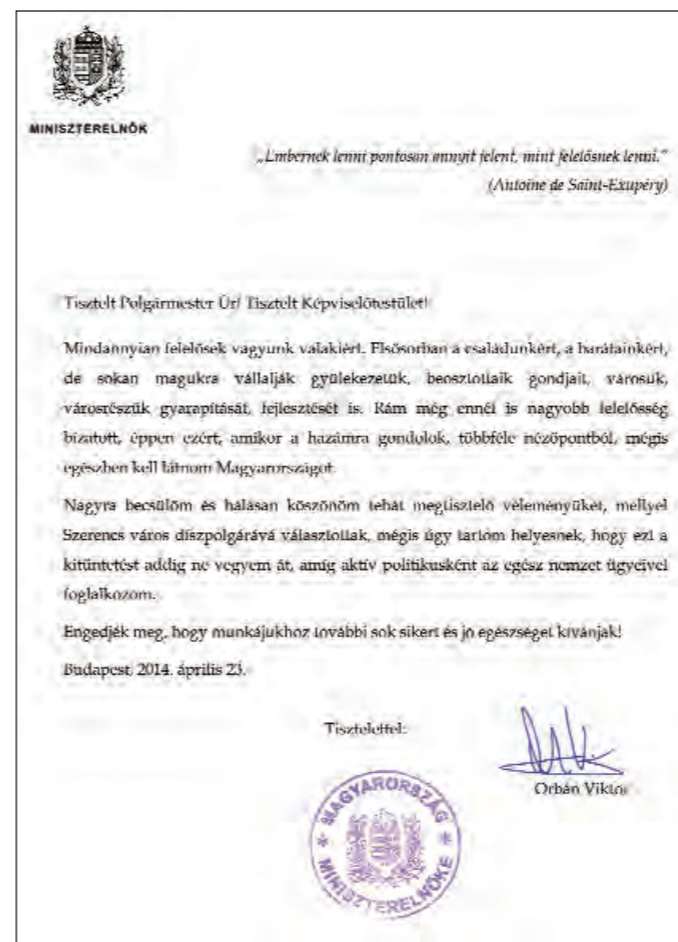 MINISZTERELNÖK
„Embernek lenni pontosan annyit jelent, mint felelősnek lenni.”
(Antoine de Saint-Exupéry)
Tisztelt Polgármester Úr! Tisztelt Képviselőtestület!
Mindannyian felelősek vagyunk valakiért. Elsősorban a családunkért, a barátainkért,
de sokan magukra vállalják gyülekezetük, beosztottaik gondjait, városuk,
városrészük gyarapítását, fejlesztését is. Rám még ennél is nagyobb felelősség
bízatott, éppen ezért, amikor a hazámra gondolok, többféle nézőpontból, mégis
egészben kell látnom Magyarországot.
Nagyra becsülöm és hálásan köszönöm tehát megtisztelő véleményüket, mellyel
Szerencs város díszpolgárává választottak, mégis úgy tartom helyesnek, hogy ezt a
kitüntetést addig ne vegyem át, amíg aktív politikusként az egész nemzet ügyeivel
foglalkozom.
Engedjék meg, hogy munkájukhoz további sok sikert és jó egészséget kívánjak!
Budapest, 2014. április 23.
Tisztelettel:
Orbán Viktor
MAGYARORSZÁG
MINISZTERELNÖKE